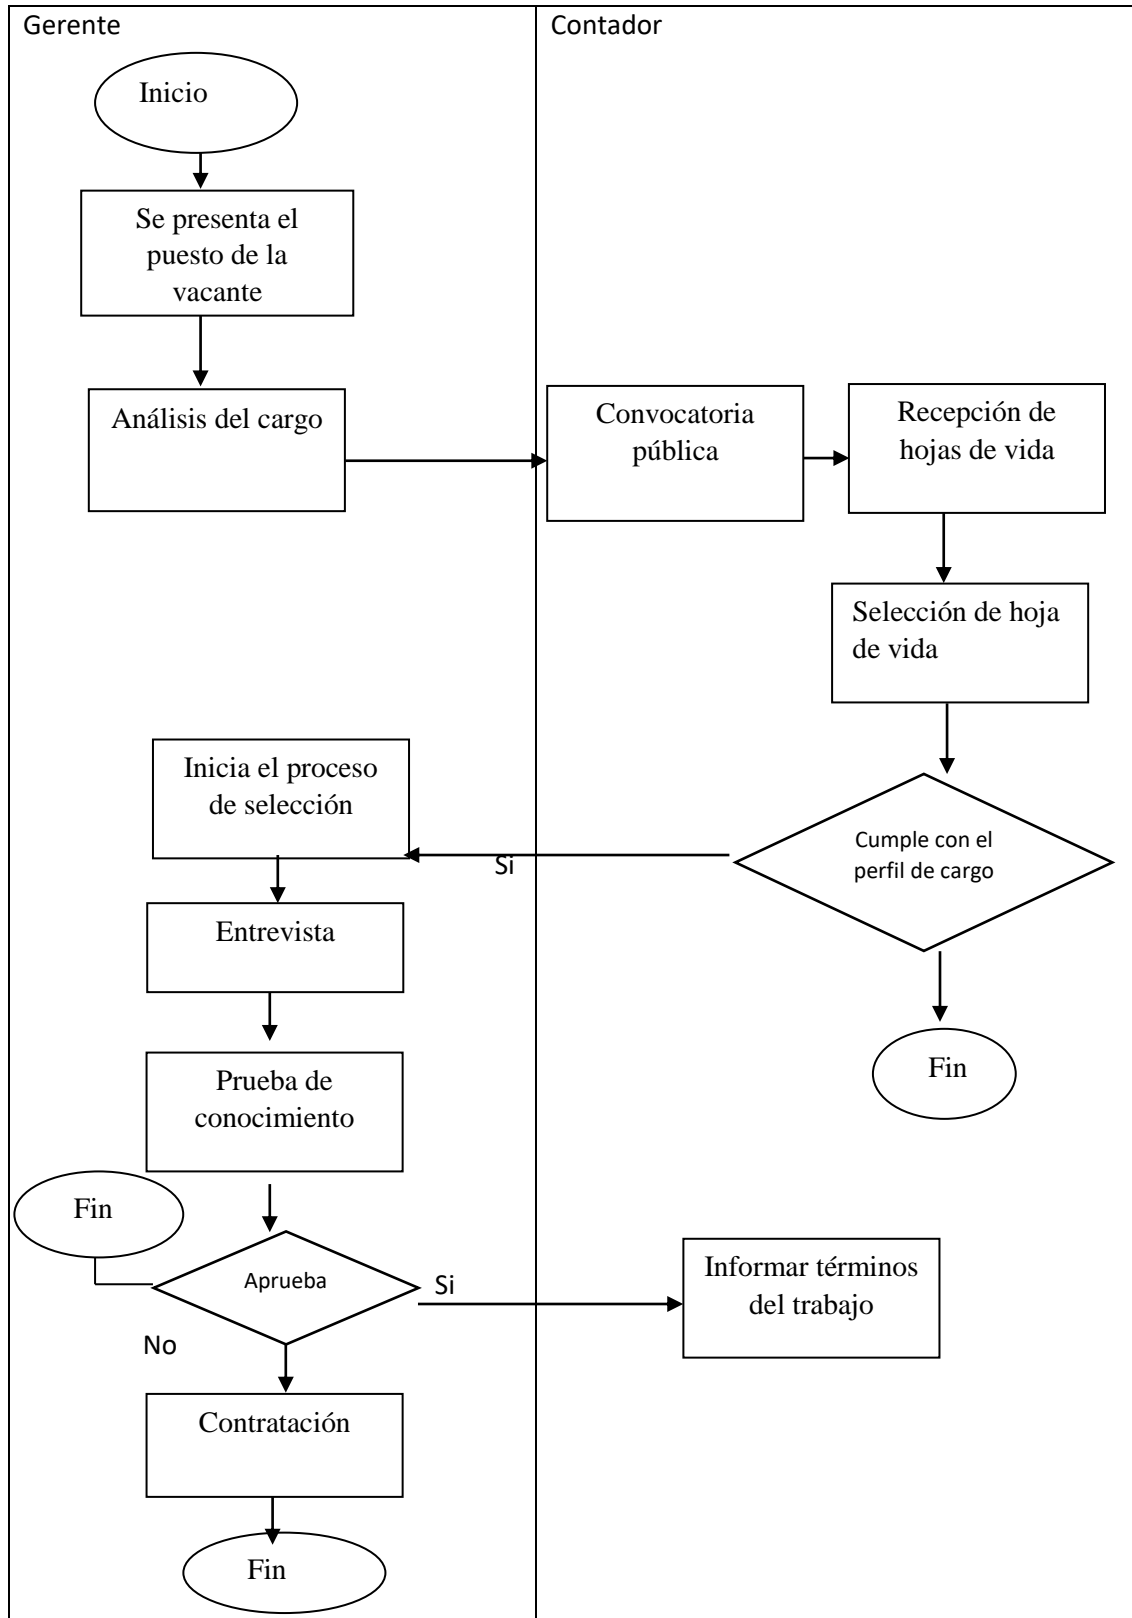 Gerente
Contador
Inicio
Se presenta el
puesto de la
vacante
Análisis del cargo
Convocatoria
pública
Recepción de
hojas de vida
Selección de hoja
de vida
Cumple con el
perfil de cargo
Si
Fin
Inicia el proceso
de selección
Entrevista
Prueba de
conocimiento
Fin
Aprueba
Si
No
Informar términos
del trabajo
Contratación
Fin